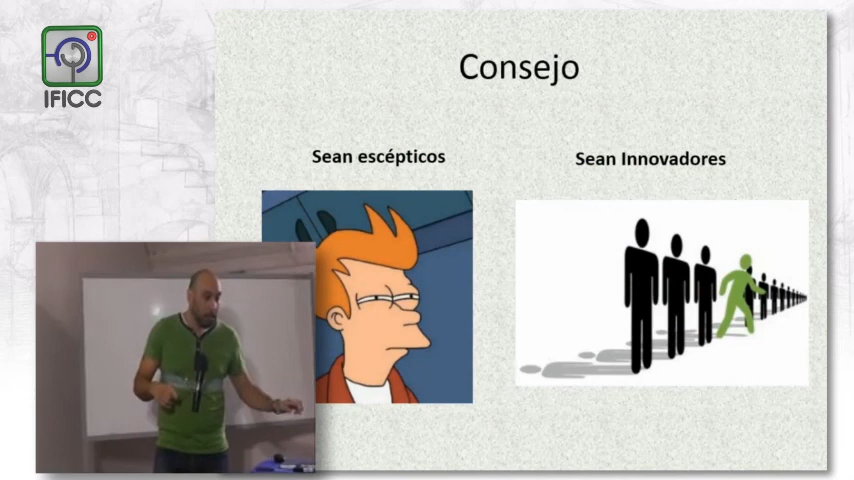 IFICC
Consejo
Sean escépticos
Sean Innovadores